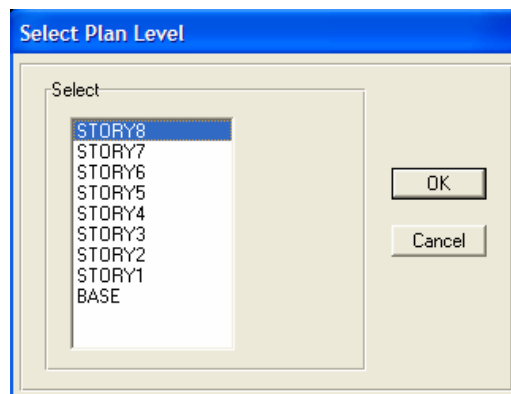 Select Plan Level
Select
STORY8
STORY7
STORY6
STORY5
STORY4
STORY3
STORY2
STORY1
BASE
OK
Cancel